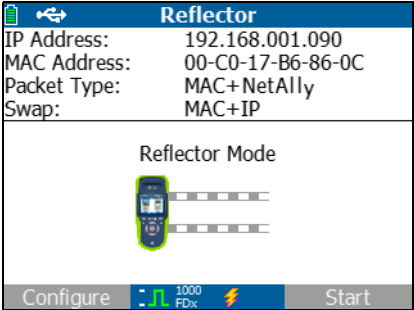 Reflector
IP Address: 192.168.001.090
MAC Address: 00-C0-17-B6-86-0C
Packet Type: MAC+NetAlly
Swap: MAC+IP
Reflector Mode
Configure 1000 FDx Start